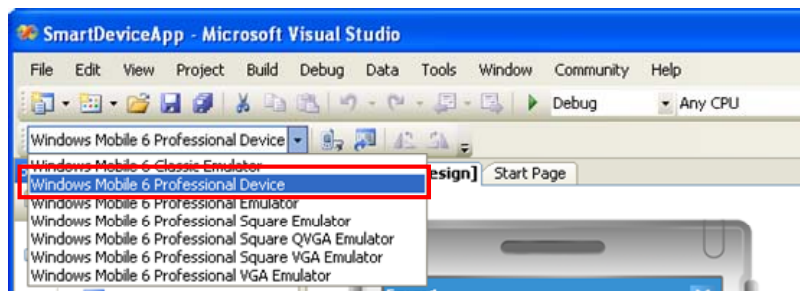 SmartDeviceApp - Microsoft Visual Studio
File Edit View Project Build Debug Data Tools Window Community Help
Debug Any CPU
Windows Mobile 6 Professional Device
Windows Mobile 6 Classic Emulator
Windows Mobile 6 Professional Device
esign] Start Page
Windows Mobile 6 Professional Emulator
Windows Mobile 6 Professional Square Emulator
Windows Mobile 6 Professional Square QVGA Emulator
Windows Mobile 6 Professional Square VGA Emulator
Windows Mobile 6 Professional VGA Emulator